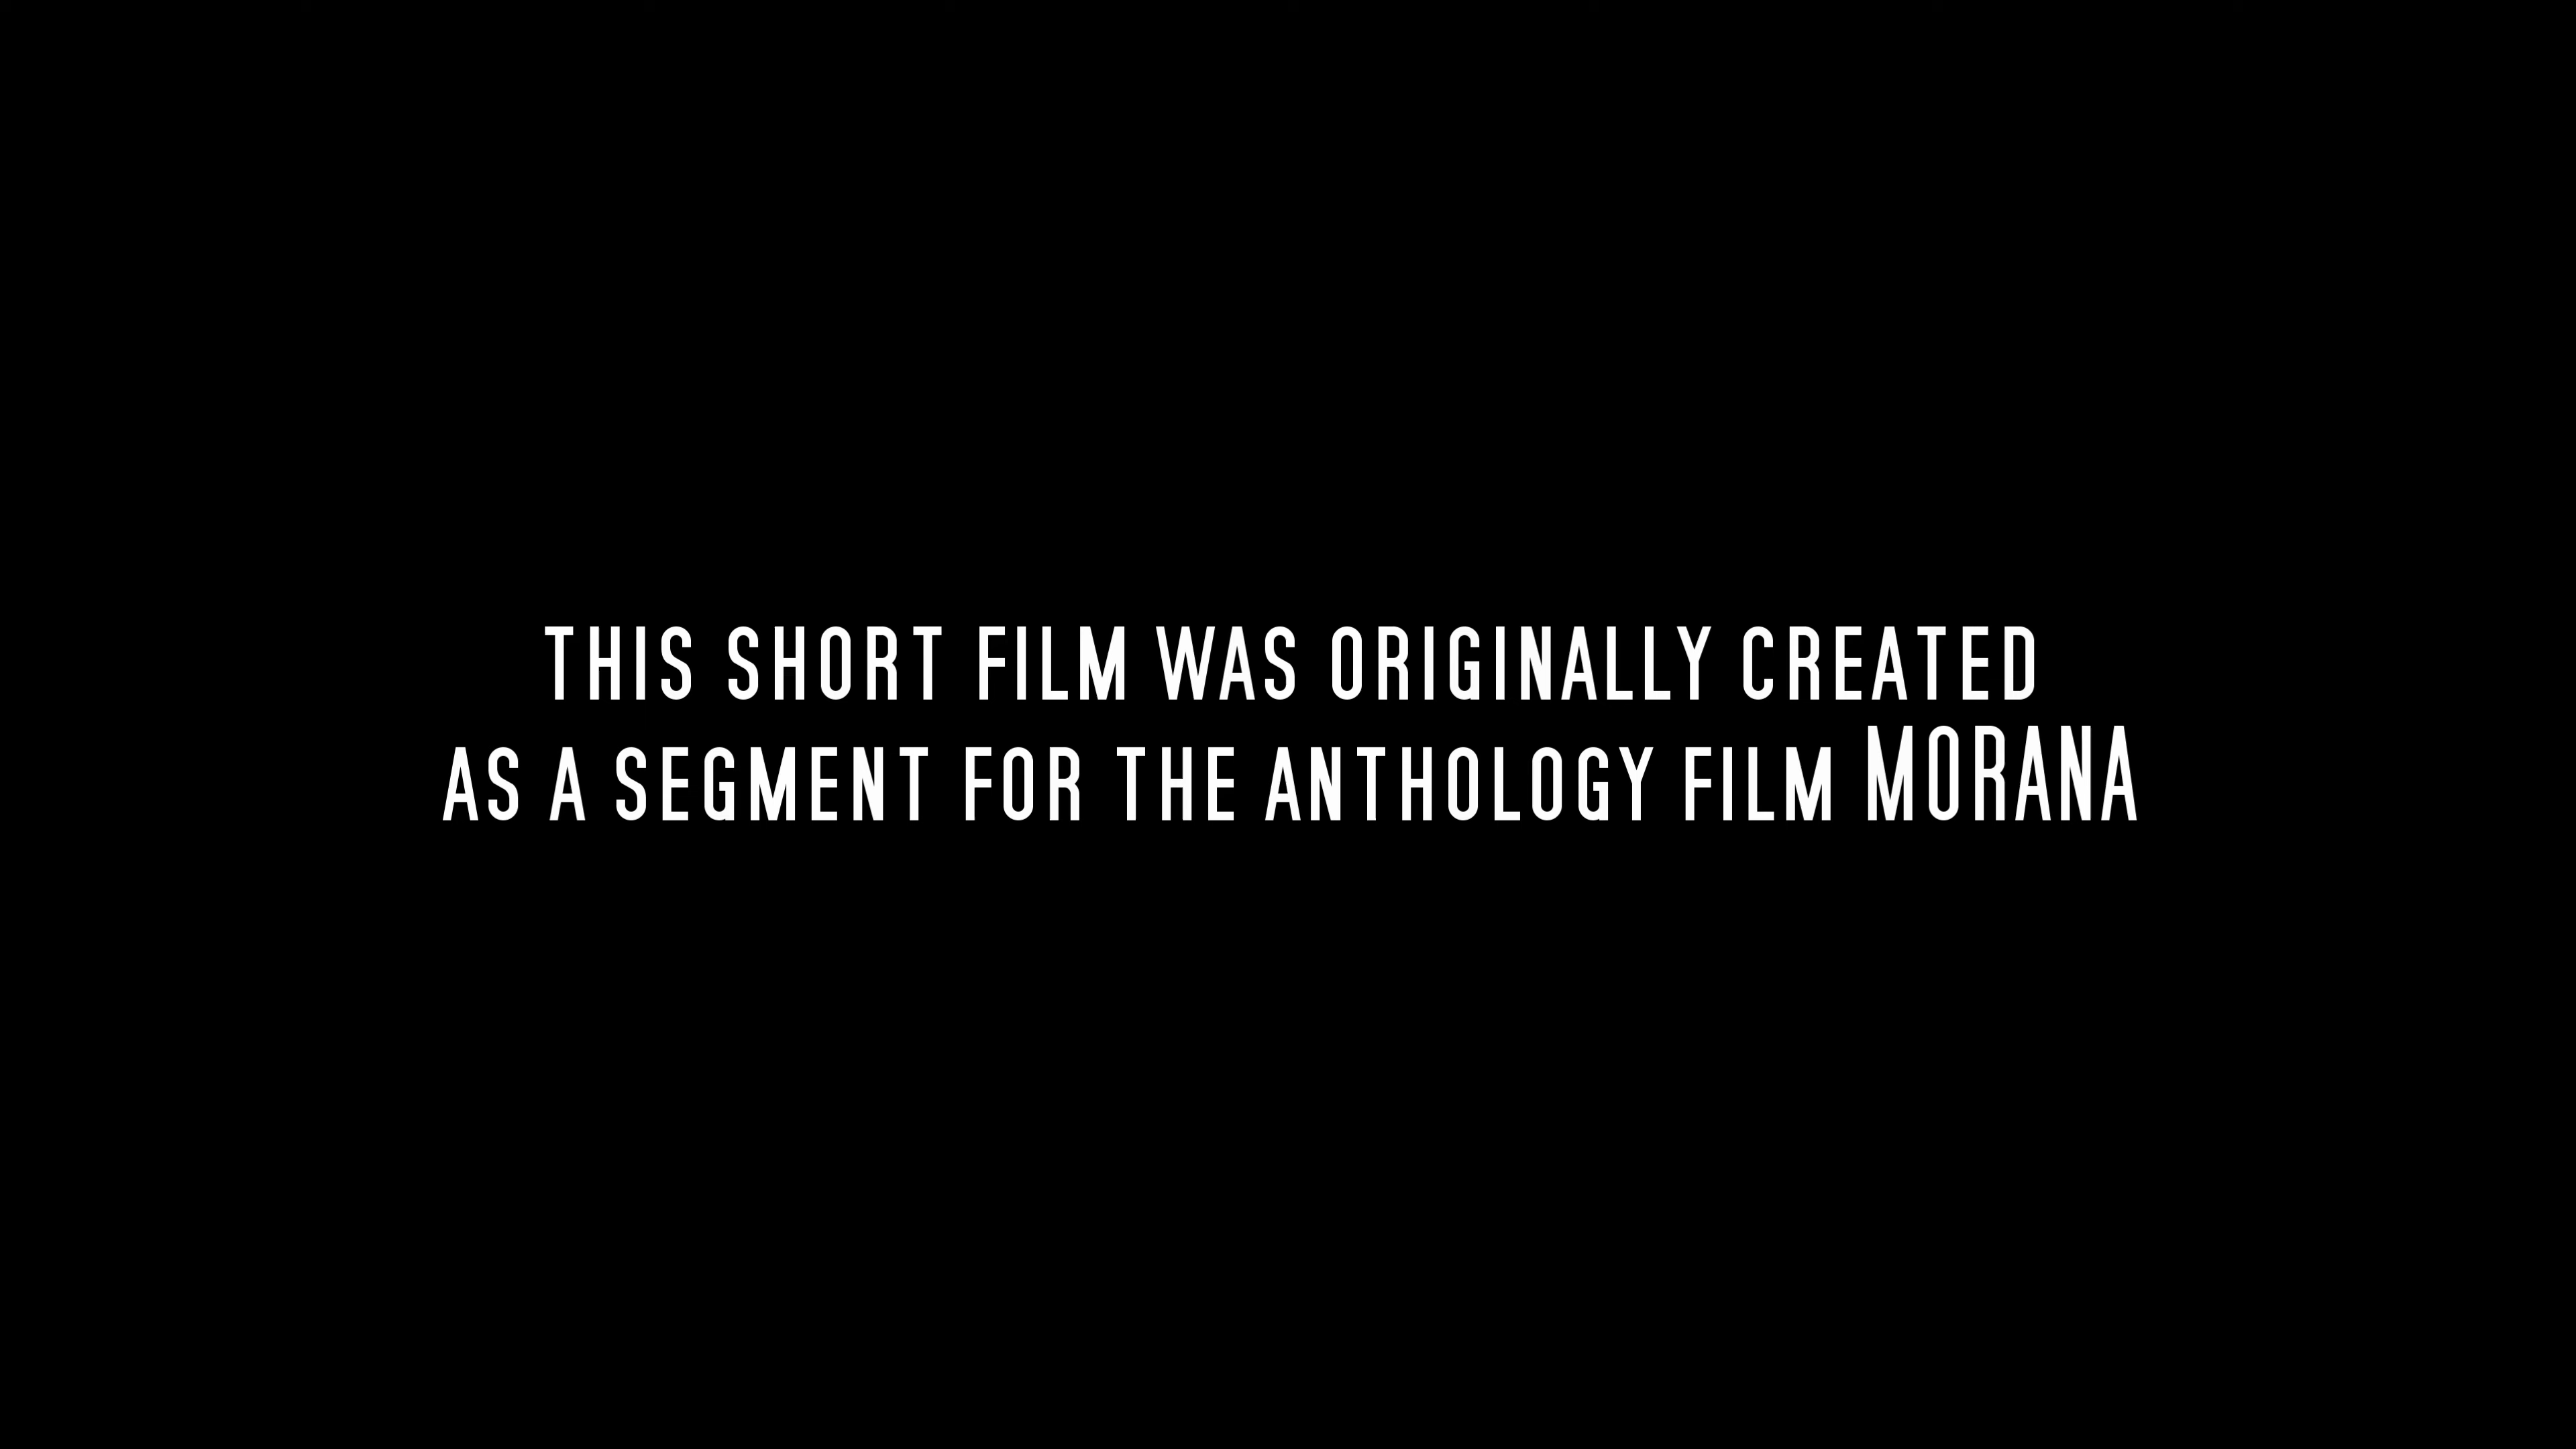 THIS SHORT FILM WAS ORIGINALLY CREATED
AS A SEGMENT FOR THE ANTHOLOGY FILM MORANA